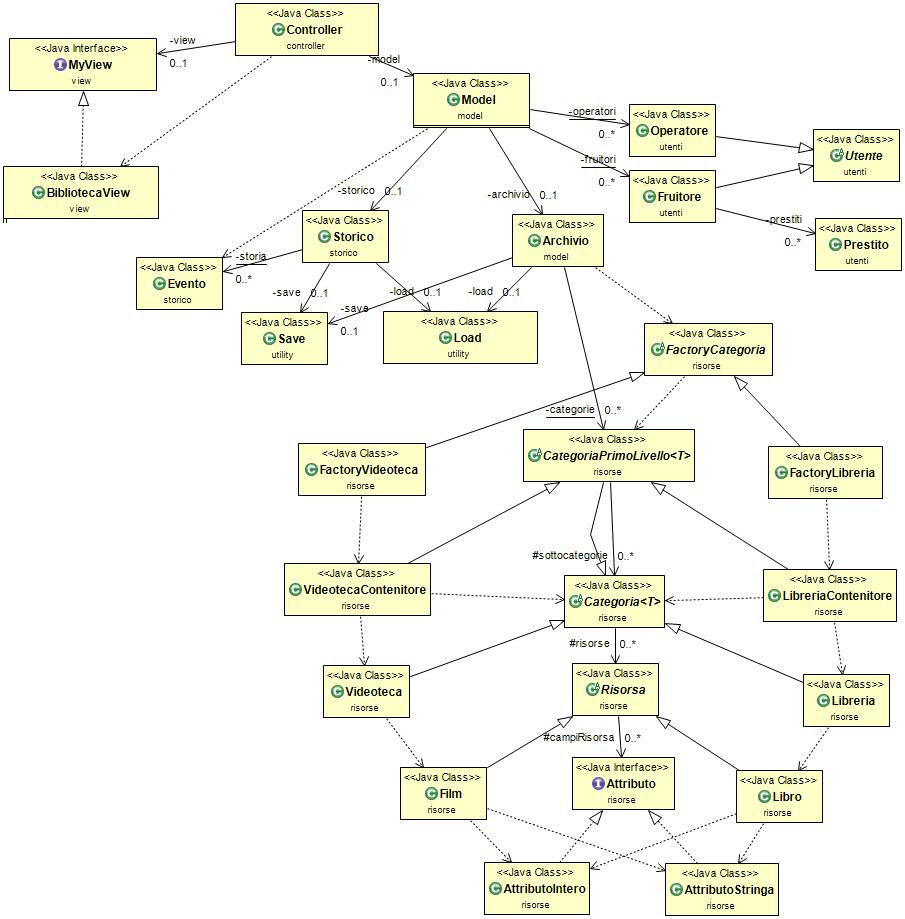 <<Java Class>>
Controller
controller
<<Java Interface>>
MyView
view
-view
0..1
-model
0..1
<<Java Class>>
Model
model
<<Java Class>>
BibliotecaView
view
-operatori
0..*
<<Java Class>>
Operatore
utenti
<<Java Class>>
Utente
utenti
-fruitori
0..*
<<Java Class>>
Fruitore
utenti
-prestiti
0..*
<<Java Class>>
Prestito
utenti
-storico
0..1
-archivio
0..1
<<Java Class>>
Storico
storico
<<Java Class>>
Archivio
model
-storia
0..*
<<Java Class>>
Evento
storico
-save
0..1
-load
0..1
-load
0..1
-save
0..1
<<Java Class>>
Save
utility
<<Java Class>>
Load
utility
<<Java Class>>
FactoryCategoria
risorse
-categorie
0..*
<<Java Class>>
FactoryVideoteca
risorse
<<Java Class>>
CategoriaPrimoLivello<T>
risorse
<<Java Class>>
FactoryLibreria
risorse
#sottocategorie
0..*
<<Java Class>>
VideotecaContenitore
risorse
<<Java Class>>
Categoria<T>
risorse
<<Java Class>>
LibreriaContenitore
risorse
#risorse
0..*
<<Java Class>>
Videoteca
risorse
<<Java Class>>
Risorsa
risorse
<<Java Class>>
Libreria
risorse
#campiRisorsa
0..*
<<Java Class>>
Film
risorse
<<Java Interface>>
Attributo
risorse
<<Java Class>>
Libro
risorse
<<Java Class>>
AttributoIntero
risorse
<<Java Class>>
AttributoStringa
risorse